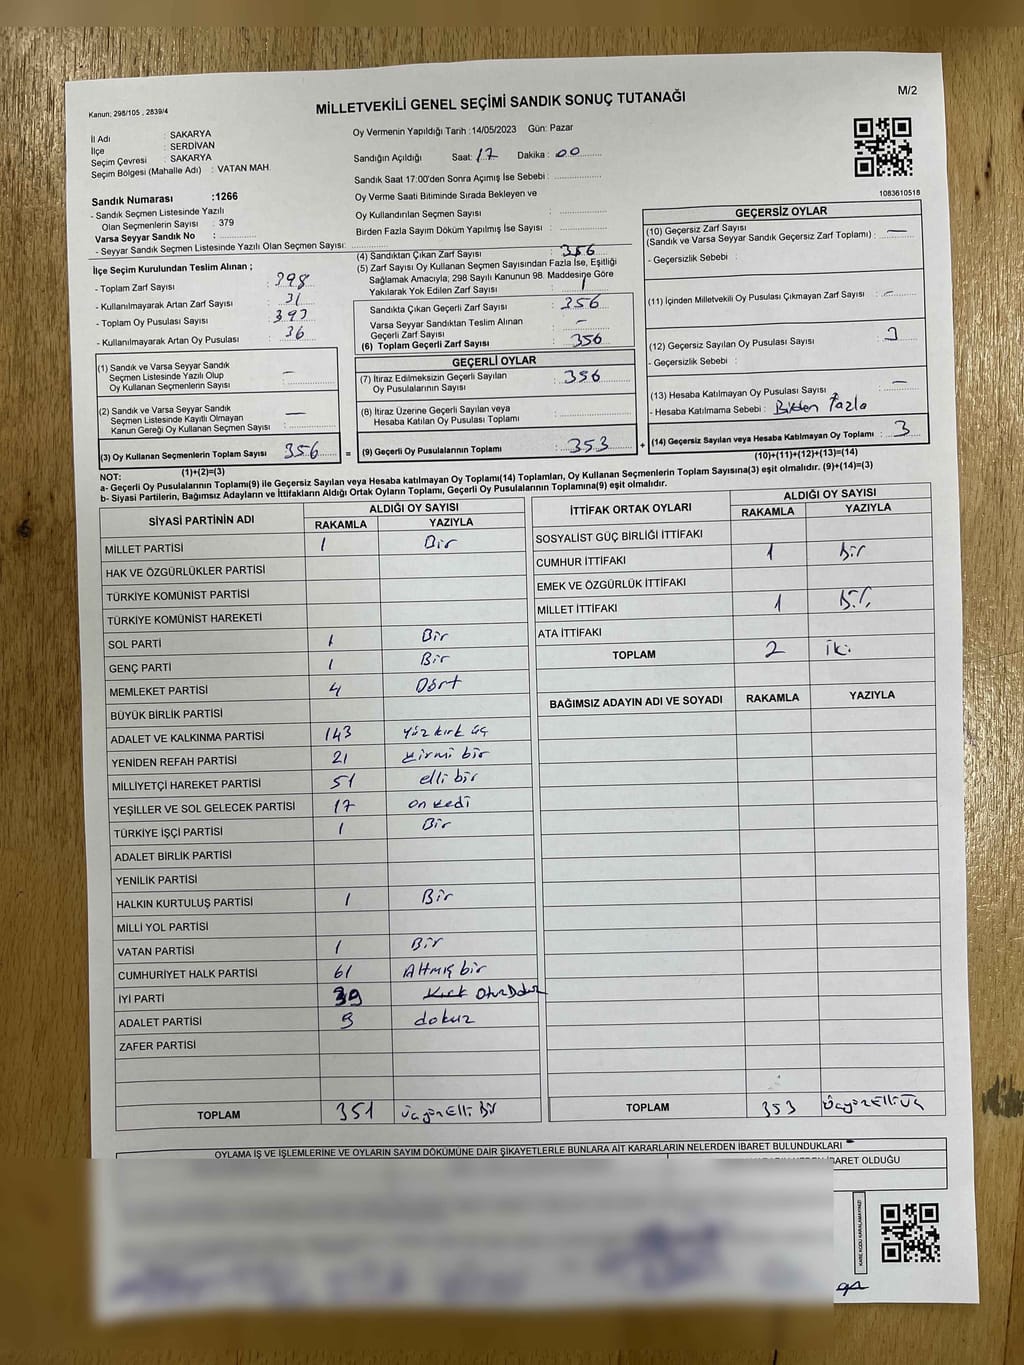 Kanun: 298/105 , 2839/4
MİLLETVEKİLİ GENEL SEÇİMİ SANDIK SONUÇ TUTANAĞI
M/2
İl Adı : SAKARYA
İlçe : SERDİVAN
Seçim Çevresi : SAKARYA
Seçim Bölgesi (Mahalle Adı) : VATAN MAH.
Oy Vermenin Yapıldığı Tarih :14/05/2023 Gün: Pazar
Sandığın Açıldığı Saat: 17 Dakika : 00
Sandık Saat 17:00'den Sonra Açımış İse Sebebi :
Oy Verme Saati Bitiminde Sırada Bekleyen ve
Oy Kullandırılan Seçmen Sayısı :
Birden Fazla Sayım Döküm Yapılmış İse Sayısı :
1083610518
Sandık Numarası :1266
- Sandık Seçmen Listesinde Yazılı
Olan Seçmenlerin Sayısı : 379
Varsa Seyyar Sandık No :
- Seyyar Sandık Seçmen Listesinde Yazılı Olan Seçmen Sayısı:
İlçe Seçim Kurulundan Teslim Alınan ;
- Toplam Zarf Sayısı : 398
- Kullanılmayarak Artan Zarf Sayısı : 31
- Toplam Oy Pusulası Sayısı : 397
- Kullanılmayarak Artan Oy Pusulası : 36
(4) Sandıktan Çıkan Zarf Sayısı : 356
(5) Zarf Sayısı Oy Kullanan Seçmen Sayısından Fazla İse, Eşitliği
Sağlamak Amacıyla; 298 Sayılı Kanunun 98. Maddesine Göre
Yakılarak Yok Edilen Zarf Sayısı :
Sandıkta Çıkan Geçerli Zarf Sayısı : 356
Varsa Seyyar Sandıktan Teslim Alınan
Geçerli Zarf Sayısı : –
(6) Toplam Geçerli Zarf Sayısı : 356
GEÇERSİZ OYLAR
(10) Geçersiz Zarf Sayısı
(Sandık ve Varsa Seyyar Sandık Geçersiz Zarf Toplamı) : —
- Geçersizlik Sebebi :
(11) İçinden Milletvekili Oy Pusulası Çıkmayan Zarf Sayısı : –
(12) Geçersiz Sayılan Oy Pusulası Sayısı : 3
- Geçersizlik Sebebi :
(13) Hesaba Katılmayan Oy Pusulası Sayısı : –
- Hesaba Katılmama Sebebi : Birden Fazla
(14) Geçersiz Sayılan veya Hesaba Katılmayan Oy Toplamı : 3
(10)+(11)+(12)+(13)=(14)
(1) Sandık ve Varsa Seyyar Sandık
Seçmen Listesinde Yazılı Olup
Oy Kullanan Seçmenlerin Sayısı : –
(2) Sandık ve Varsa Seyyar Sandık
Seçmen Listesinde Kayıtlı Olmayan
Kanun Gereği Oy Kullanan Seçmen Sayısı : —
(3) Oy Kullanan Seçmenlerin Toplam Sayısı : 356
(1)+(2)=(3)
GEÇERLİ OYLAR
(7) İtiraz Edilmeksizin Geçerli Sayılan
Oy Pusulalarının Sayısı : 356
(8) İtiraz Üzerine Geçerli Sayılan veya
Hesaba Katılan Oy Pusulası Toplamı :
= (9) Geçerli Oy Pusulalarının Toplamı : 353 +
NOT:
a- Geçerli Oy Pusulalarının Toplamı(9) ile Geçersiz Sayılan veya Hesaba katılmayan Oy Toplamı(14) Toplamları, Oy Kullanan Seçmenlerin Toplam Sayısına(3) eşit olmalıdır. (9)+(14)=(3)
b- Siyasi Partilerin, Bağımsız Adayların ve İttifakların Aldığı Ortak Oyların Toplamı, Geçerli Oy Pusulalarının Toplamına(9) eşit olmalıdır.
SİYASİ PARTİNİN ADI ALDIĞI OY SAYISI
RAKAMLA YAZIYLA
MİLLET PARTİSİ 1 Bir
HAK VE ÖZGÜRLÜKLER PARTİSİ
TÜRKİYE KOMÜNİST PARTİSİ
TÜRKİYE KOMÜNİST HAREKETİ
SOL PARTİ 1 Bir
GENÇ PARTİ 1 Bir
MEMLEKET PARTİSİ 4 Dört
BÜYÜK BİRLİK PARTİSİ
ADALET VE KALKINMA PARTİSİ 143 Yüz kırk üç
YENİDEN REFAH PARTİSİ 21 Yirmi bir
MİLLİYETÇİ HAREKET PARTİSİ 51 elli bir
YEŞİLLER VE SOL GELECEK PARTİSİ 17 on yedi
TÜRKİYE İŞÇİ PARTİSİ 1 Bir
ADALET BİRLİK PARTİSİ
YENİLİK PARTİSİ
HALKIN KURTULUŞ PARTİSİ 1 Bir
MİLLİ YOL PARTİSİ
VATAN PARTİSİ 1 Bir
CUMHURİYET HALK PARTİSİ 61 Altmış bir
İYİ PARTİ 39 Kırk OtuzDokuz
ADALET PARTİSİ 9 dokuz
ZAFER PARTİSİ
TOPLAM 351 üçyüzElli bir
İTTİFAK ORTAK OYLARI ALDIĞI OY SAYISI
RAKAMLA YAZIYLA
SOSYALİST GÜÇ BİRLİĞİ İTTİFAKI
CUMHUR İTTİFAKI 1 Bir
EMEK VE ÖZGÜRLÜK İTTİFAKI
MİLLET İTTİFAKI 1 Bir
ATA İTTİFAKI
TOPLAM 2 iki
BAĞIMSIZ ADAYIN ADI VE SOYADI RAKAMLA YAZIYLA
TOPLAM 353 üçyüzElliüç
OYLAMA İŞ VE İŞLEMLERİNE VE OYLARIN SAYIM DÖKÜMÜNE DAİR ŞİKAYETLERLE BUNLARA AİT KARARLARIN NELERDEN İBARET BULUNDUKLARI
İBARET OLDUĞU
KARE KODU KARALAMAYINIZ!